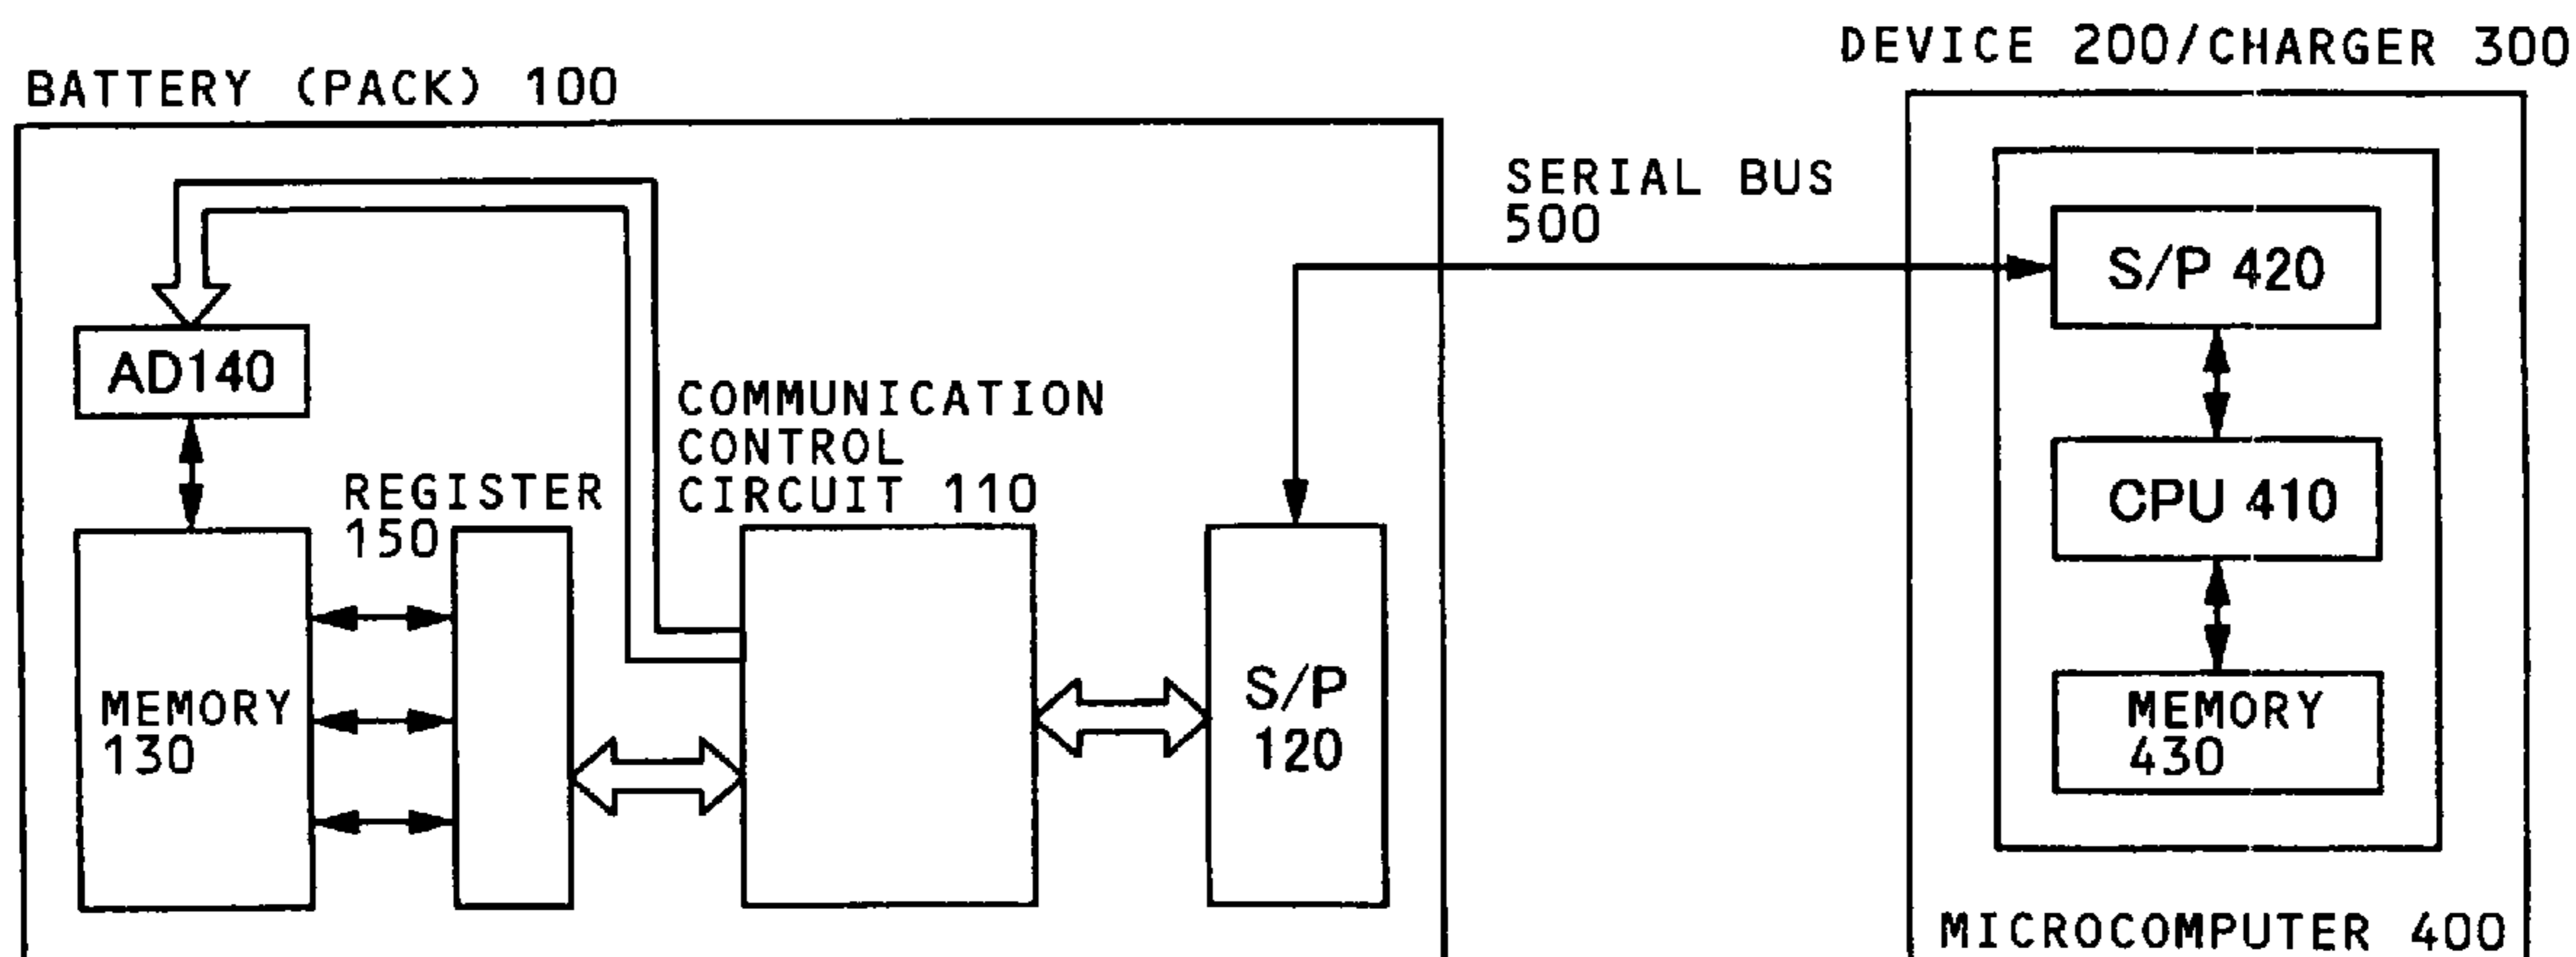 DEVICE 200/CHARGER 300
BATTERY (PACK) 100
SERIAL BUS
500
S/P 420
AD140
COMMUNICATION
CONTROL
CIRCUIT 110
REGISTER
150
CPU 410
MEMORY
130
S/P
120
MEMORY
430
MICROCOMPUTER 400